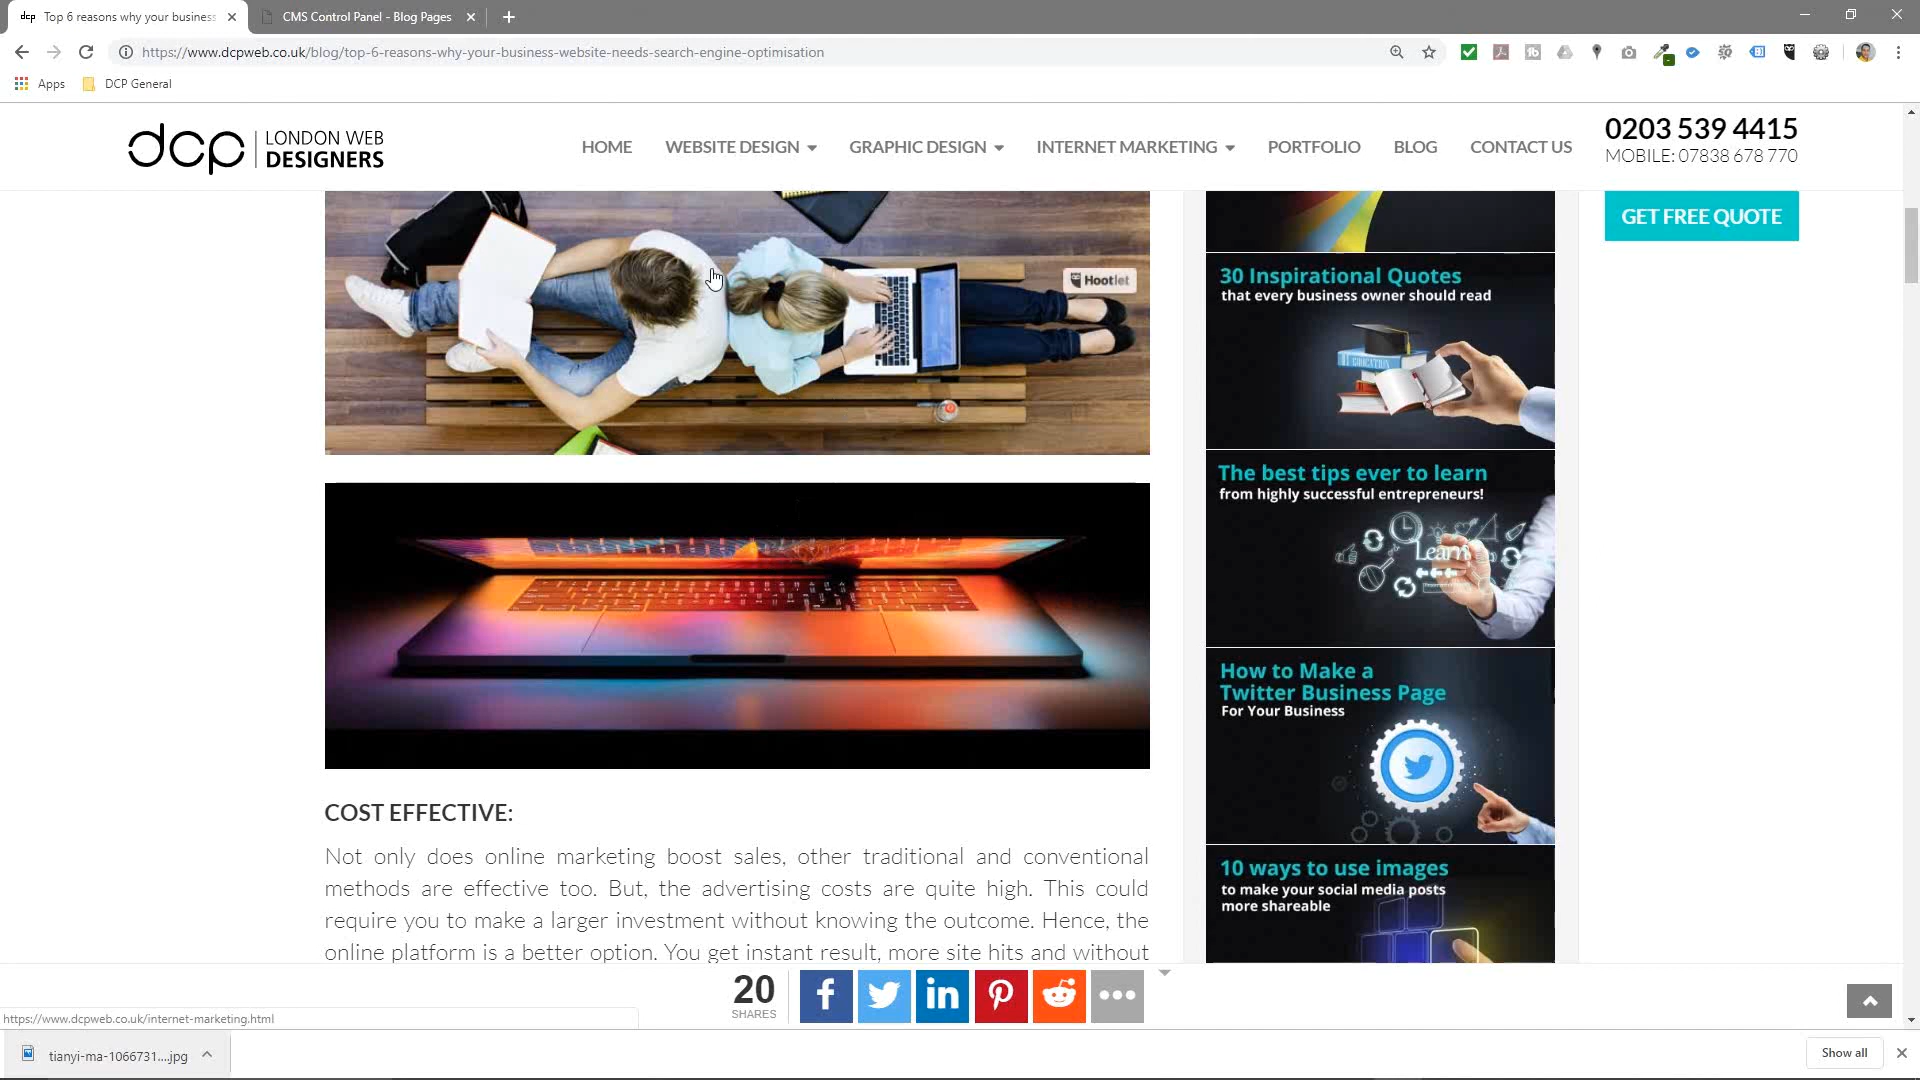 dcp Top 6 reasons why your business
CMS Control Panel - Blog Pages
https://www.dcpweb.co.uk/blog/top-6-reasons-why-your-business-website-needs-search-engine-optimisation
Apps
DCP General
dcp LONDON WEB
DESIGNERS
HOME
WEBSITE DESIGN
GRAPHIC DESIGN
INTERNET MARKETING
PORTFOLIO
BLOG
CONTACT US
0203 539 4415
MOBILE: 07838 678 770
GET FREE QUOTE
Hootlet
COST EFFECTIVE:
Not only does online marketing boost sales, other traditional and conventional
methods are effective too. But, the advertising costs are quite high. This could
require you to make a larger investment without knowing the outcome. Hence, the
online platform is a better option. You get instant result, more site hits and without
30 Inspirational Quotes
that every business owner should read
The best tips ever to learn
from highly successful entrepreneurs!
Learn
How to Make a
Twitter Business Page
For Your Business
10 ways to use images
to make your social media posts
more shareable
20
SHARES
https://www.dcpweb.co.uk/internet-marketing.html
tianyi-ma-1066731....jpg
Show all